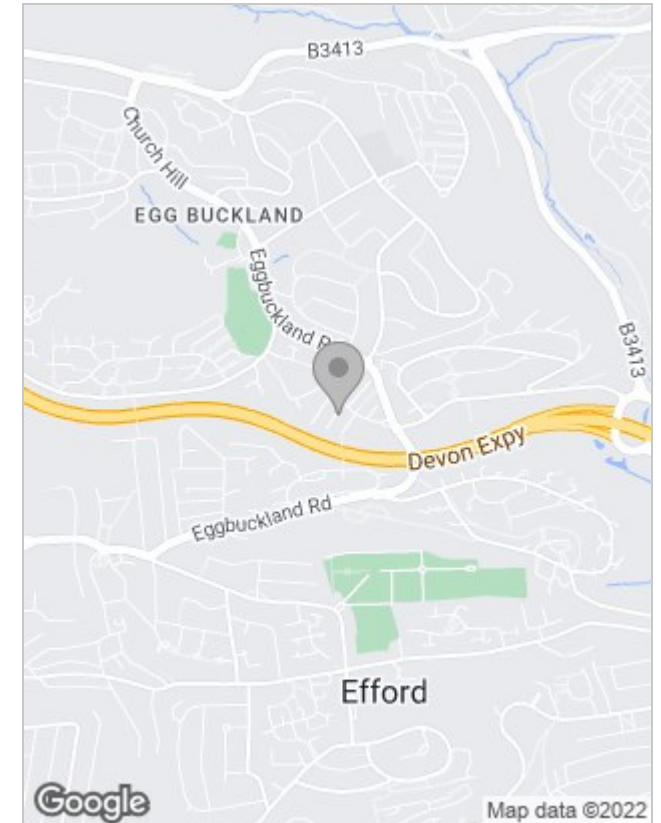 B3413
Church Hill
EGG BUCKLAND
Eggbuckland R
B3413
Devon Expy
Eggbuckland Rd
Efford
Google
Map data ©2022